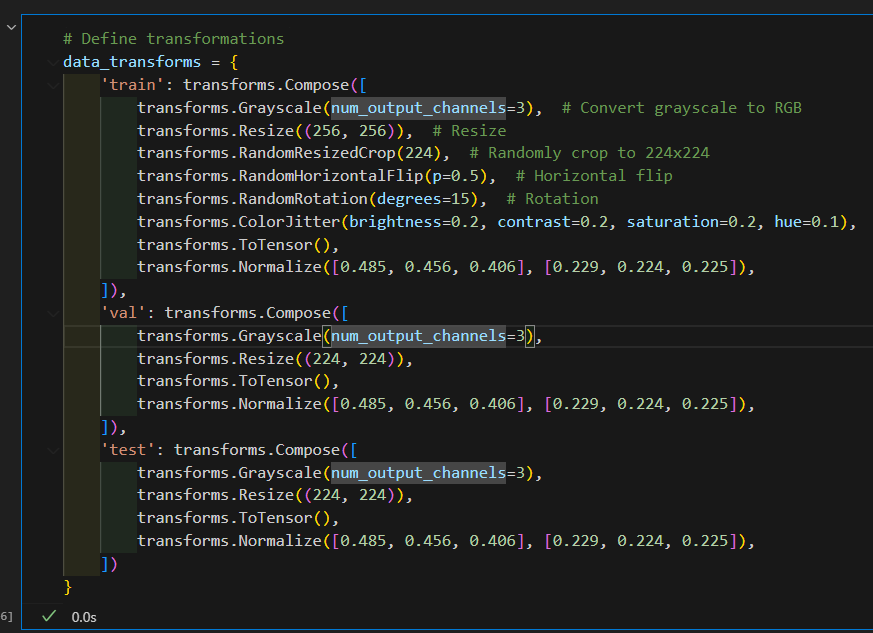 # Define transformations
data_transforms = {
    'train': transforms.Compose([
        transforms.Grayscale(num_output_channels=3),  # Convert grayscale to RGB
        transforms.Resize((256, 256)),  # Resize
        transforms.RandomResizedCrop(224),  # Randomly crop to 224x224
        transforms.RandomHorizontalFlip(p=0.5),  # Horizontal flip
        transforms.RandomRotation(degrees=15),  # Rotation
        transforms.ColorJitter(brightness=0.2, contrast=0.2, saturation=0.2, hue=0.1),
        transforms.ToTensor(),
        transforms.Normalize([0.485, 0.456, 0.406], [0.229, 0.224, 0.225]),
    ]),
    'val': transforms.Compose([
        transforms.Grayscale(num_output_channels=3),
        transforms.Resize((224, 224)),
        transforms.ToTensor(),
        transforms.Normalize([0.485, 0.456, 0.406], [0.229, 0.224, 0.225]),
    ]),
    'test': transforms.Compose([
        transforms.Grayscale(num_output_channels=3),
        transforms.Resize((224, 224)),
        transforms.ToTensor(),
        transforms.Normalize([0.485, 0.456, 0.406], [0.229, 0.224, 0.225]),
    ])
}
6] ✓ 0.0s